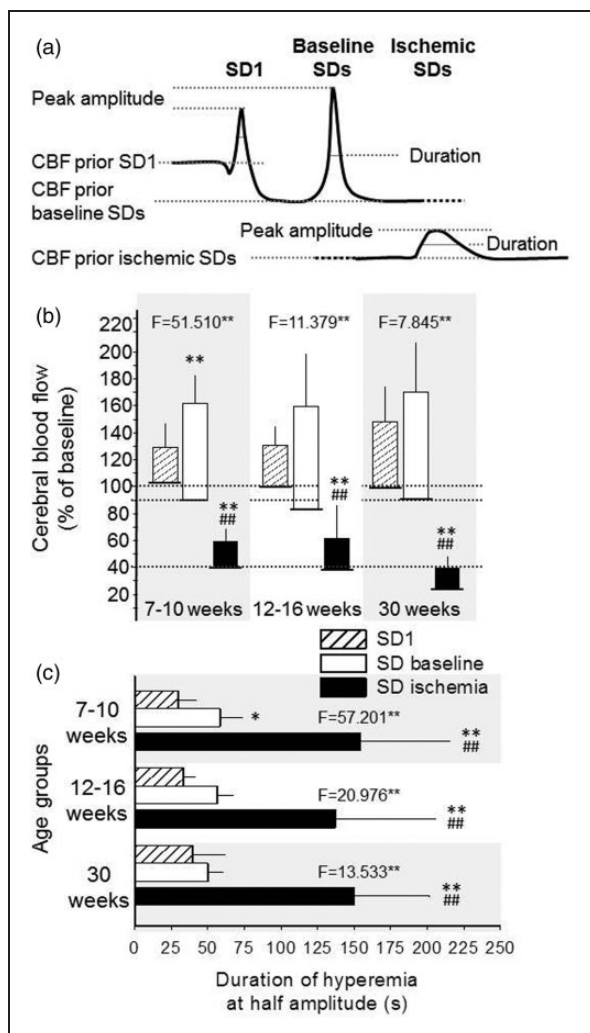 (a)
SD1
Baseline
SDs
Ischemic
SDs
Peak amplitude
CBF prior SD1
Duration
CBF prior
baseline SDs
Peak amplitude
Duration
CBF prior ischemic SDs
(b)
F=51.510**
F=11.379**
F=7.845**
Cerebral blood flow
(% of baseline)
220
200
180
160
140
120
100
80
60
40
20
**
**
##
**
##
**
##
7-10 weeks
12-16 weeks
30 weeks
SD1
SD baseline
SD ischemia
(c)
Age groups
7-10
weeks
*
F=57.201**
**
##
12-16
weeks
F=20.976**
**
##
30
weeks
F=13.533**
**
##
0 25 50 75 100 125 150 175 200 225 250
Duration of hyperemia
at half amplitude (s)